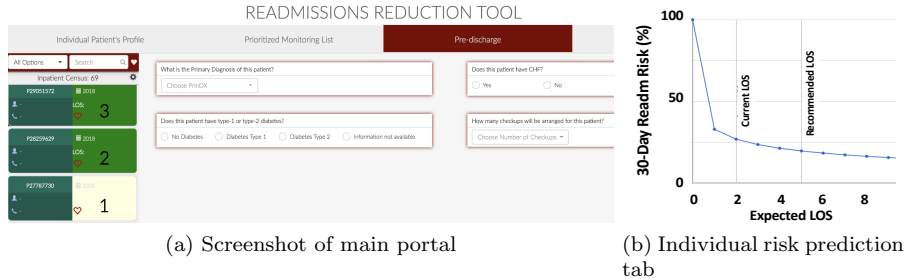 READMISSIONS REDUCTION TOOL
Individual Patient's Profile
Prioritized Monitoring List
Pre-discharge
All Options
Search
Inpatient Census: 69
P29051572
2018
LOS:
3
-
-
P28259629
2018
LOS:
2
-
-
P27787730
2018
1
-
-
What is the Primary Diagnosis of this patient?
Choose PrinDX
Does this patient have CHF?
Yes No
Does this patient have type-1 or type-2 diabetes?
No Diabetes Diabetes Type 1 Diabetes Type 2 Information not available
How many checkups will be arranged for this patient?
Choose Number of Checkups
(a) Screenshot of main portal
30-Day Readm Risk (%)
100
50
0
Current LOS
Recommended LOS
0 2 4 6 8
Expected LOS
(b) Individual risk prediction
tab